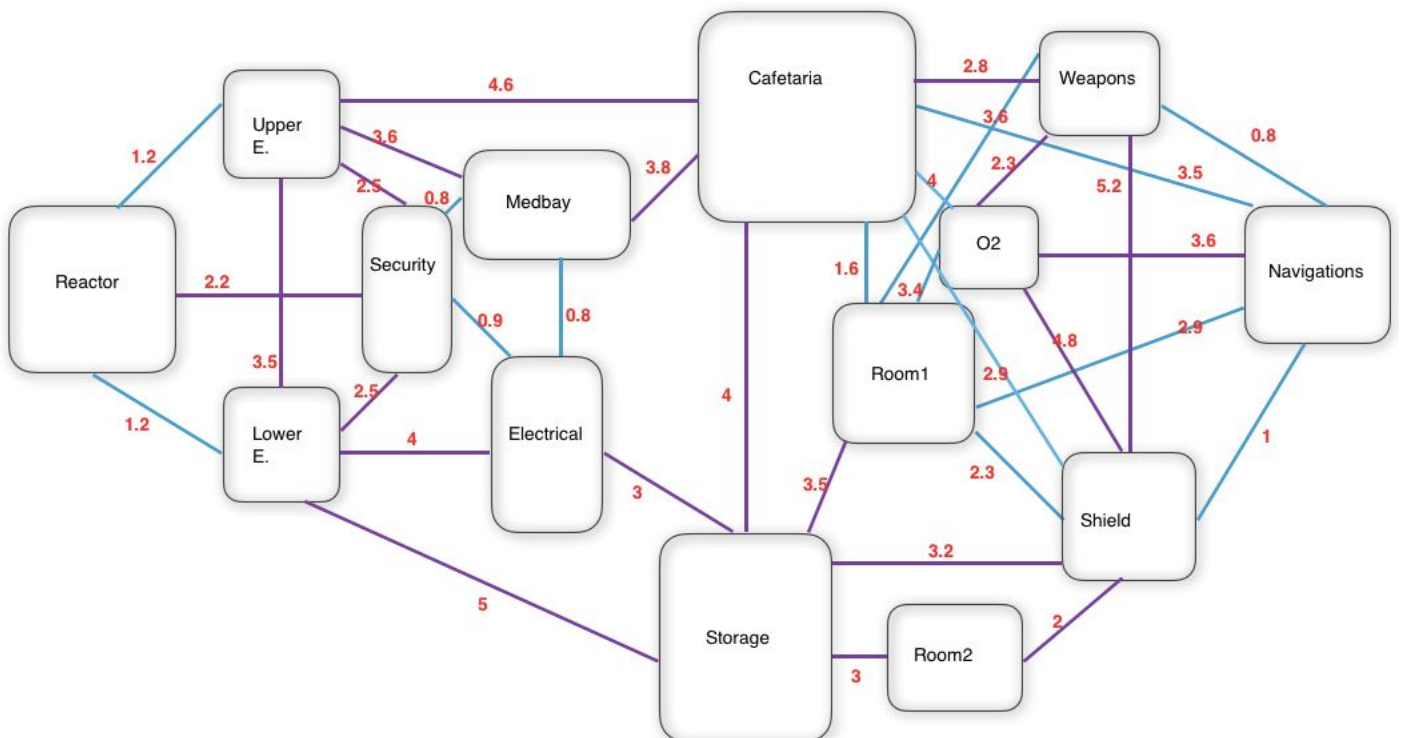 Cafetaria
2.8
Weapons
4.6
3.6
Upper
E.
3.6
0.8
1.2
2.3
3.8
3.5
4
2.5
5.2
0.8
Medbay
O2
3.6
Security
Reactor
2.2
1.6
Navigations
3.4
0.9
0.8
2.9
4.8
3.5
Room1
2.9
2.5
4
1.2
Lower
E.
4
Electrical
1
2.3
3
3.5
Shield
3.2
5
2
Storage
Room2
3